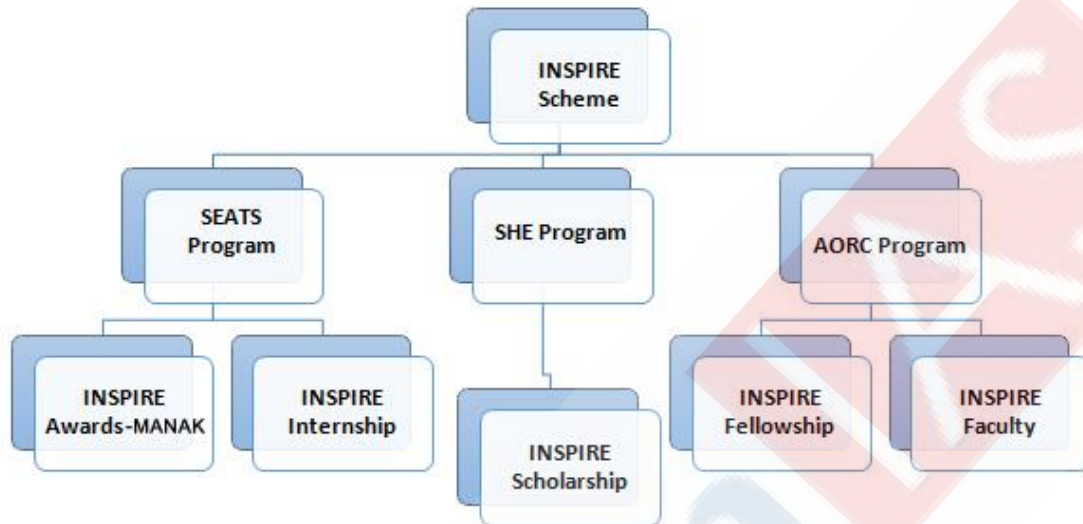 INSPIRE
Scheme
SEATS
Program
SHE Program
AORC Program
INSPIRE
Awards-MANAK
INSPIRE
Internship
INSPIRE
Scholarship
INSPIRE
Fellowship
INSPIRE
Faculty